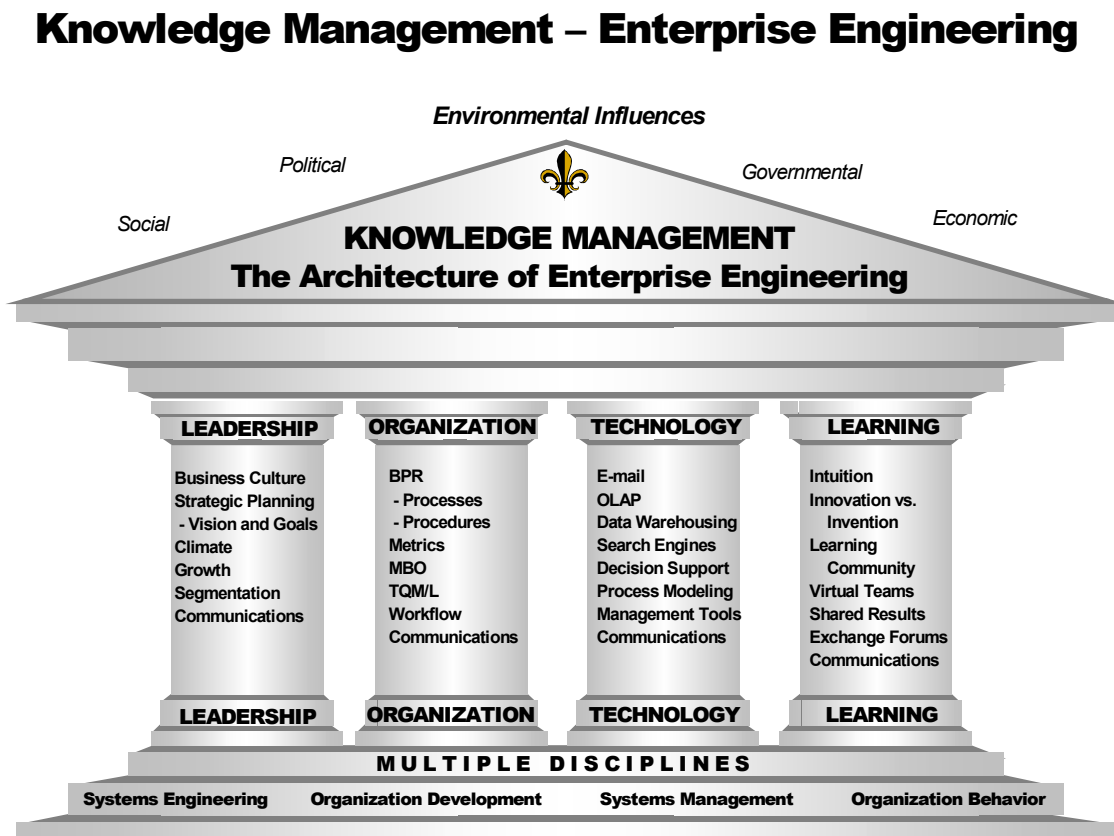 Knowledge Management – Enterprise Engineering
Environmental Influences
Political
Governmental
Social
Economic
KNOWLEDGE MANAGEMENT
The Architecture of Enterprise Engineering
LEADERSHIP
Business Culture
Strategic Planning
- Vision and Goals
Climate
Growth
Segmentation
Communications
LEADERSHIP
ORGANIZATION
BPR
- Processes
- Procedures
Metrics
MBO
TQM/L
Workflow
Communications
ORGANIZATION
TECHNOLOGY
E-mail
OLAP
Data Warehousing
Search Engines
Decision Support
Process Modeling
Management Tools
Communications
TECHNOLOGY
LEARNING
Intuition
Innovation vs.
Invention
Learning
Community
Virtual Teams
Shared Results
Exchange Forums
Communications
LEARNING
MULTIPLE DISCIPLINES
Systems Engineering Organization Development Systems Management Organization Behavior